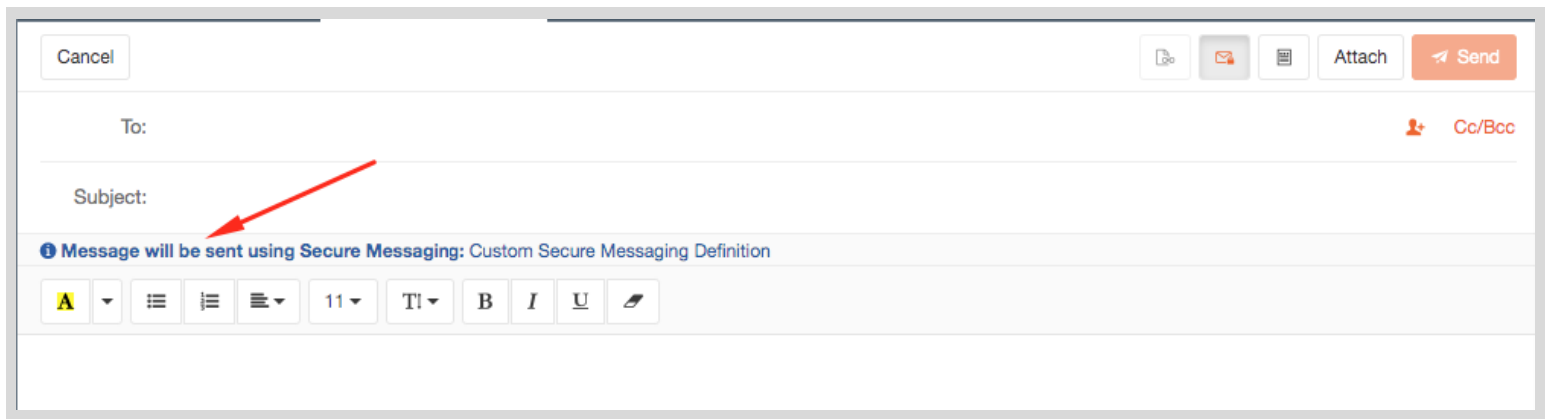 Cancel Attach Send
To: Cc/Bcc
Subject:
Message will be sent using Secure Messaging: Custom Secure Messaging Definition
A 11 T! B I U